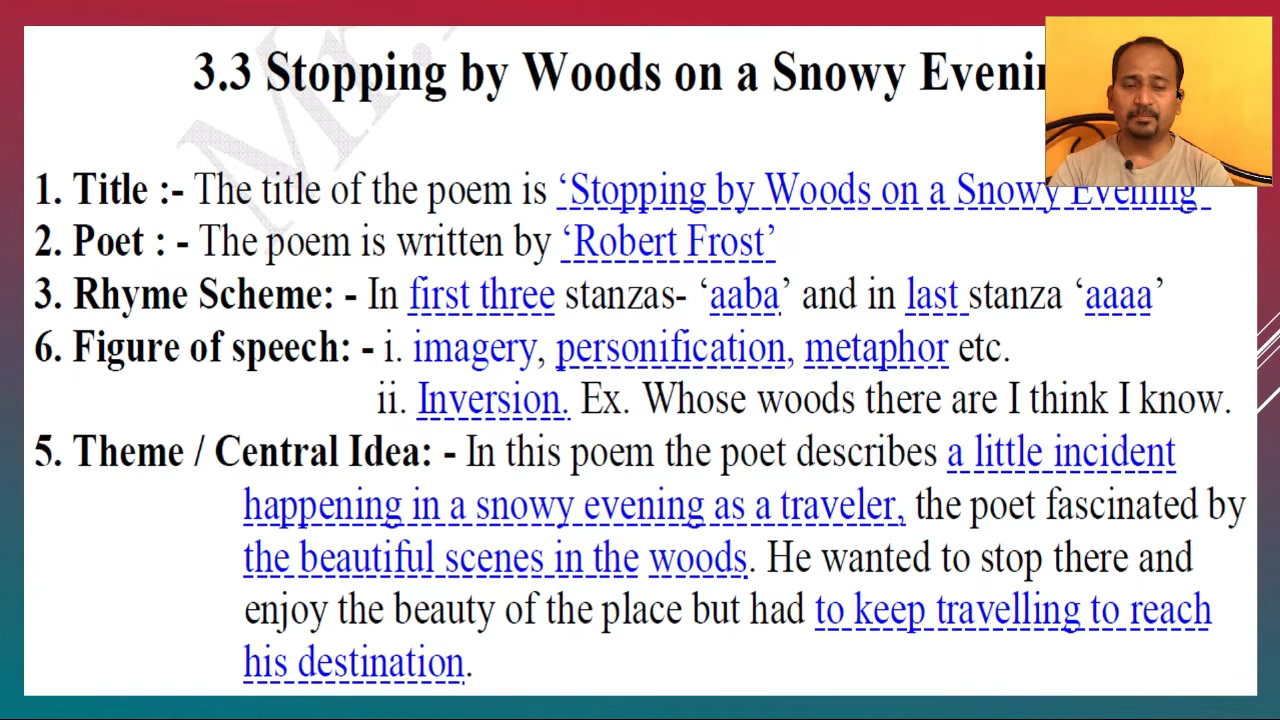 3.3 Stopping by Woods on a Snowy
Mr.
1. Title :- The title of the poem is ‘Stopping by Woods on a Snowy Evening’
2. Poet : - The poem is written by ‘Robert Frost’
3. Rhyme Scheme: - In first three stanzas- ‘aaba’ and in last stanza ‘aaaa’
6. Figure of speech: - i. imagery, personification, metaphor etc.
ii. Inversion. Ex. Whose woods there are I think I know.
5. Theme / Central Idea: - In this poem the poet describes a little incident
happening in a snowy evening as a traveler, the poet fascinated by
the beautiful scenes in the woods. He wanted to stop there and
enjoy the beauty of the place but had to keep travelling to reach
his destination.